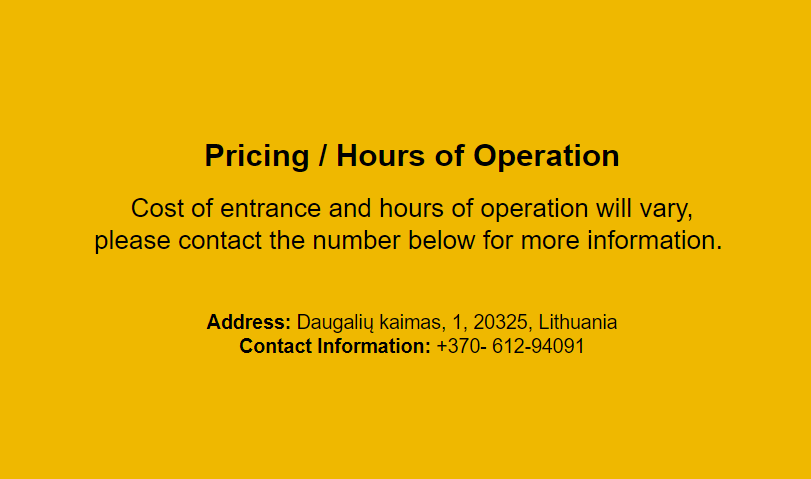 Pricing / Hours of Operation
Cost of entrance and hours of operation will vary,
please contact the number below for more information.
Address: Daugalių kaimas, 1, 20325, Lithuania
Contact Information: +370- 612-94091